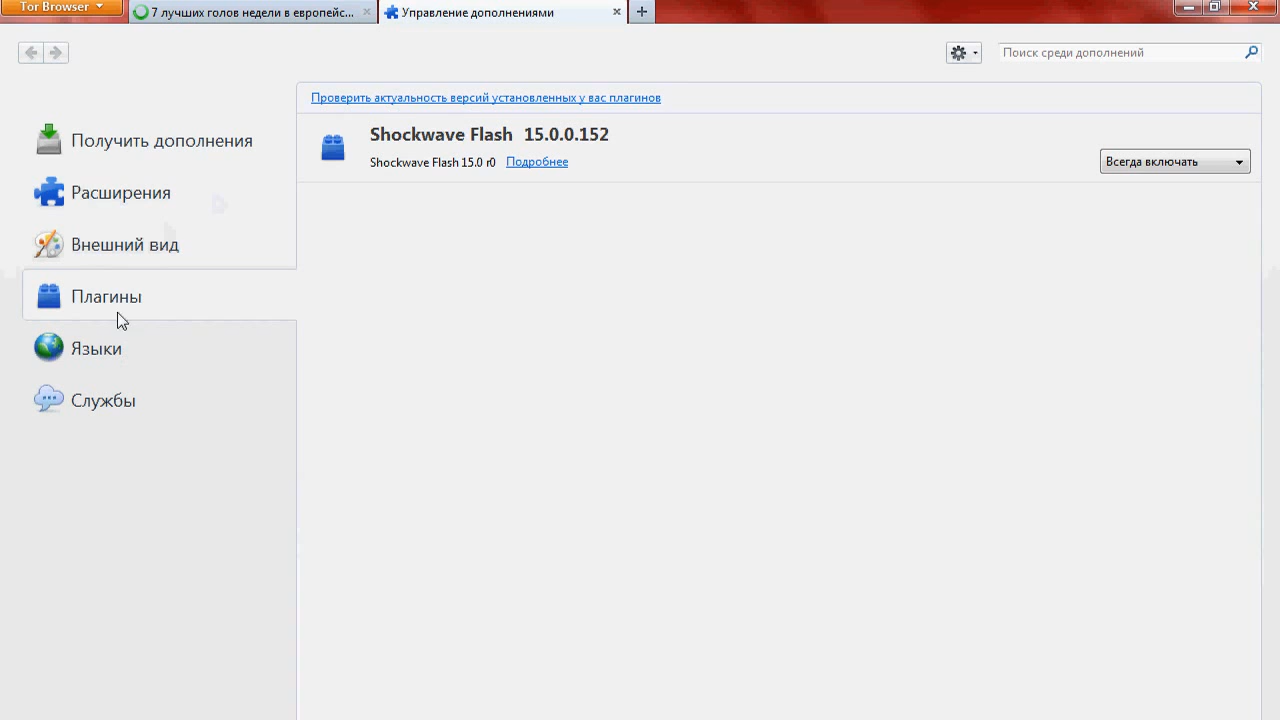 Tor Browser
7 лучших голов недели в европейс...
Управление дополнениями
Поиск среди дополнений
Проверить актуальность версий установленных у вас плагинов
Получить дополнения
Расширения
Внешний вид
Плагины
Языки
Службы
Shockwave Flash 15.0.0.152
Shockwave Flash 15.0 r0 Подробнее
Всегда включать